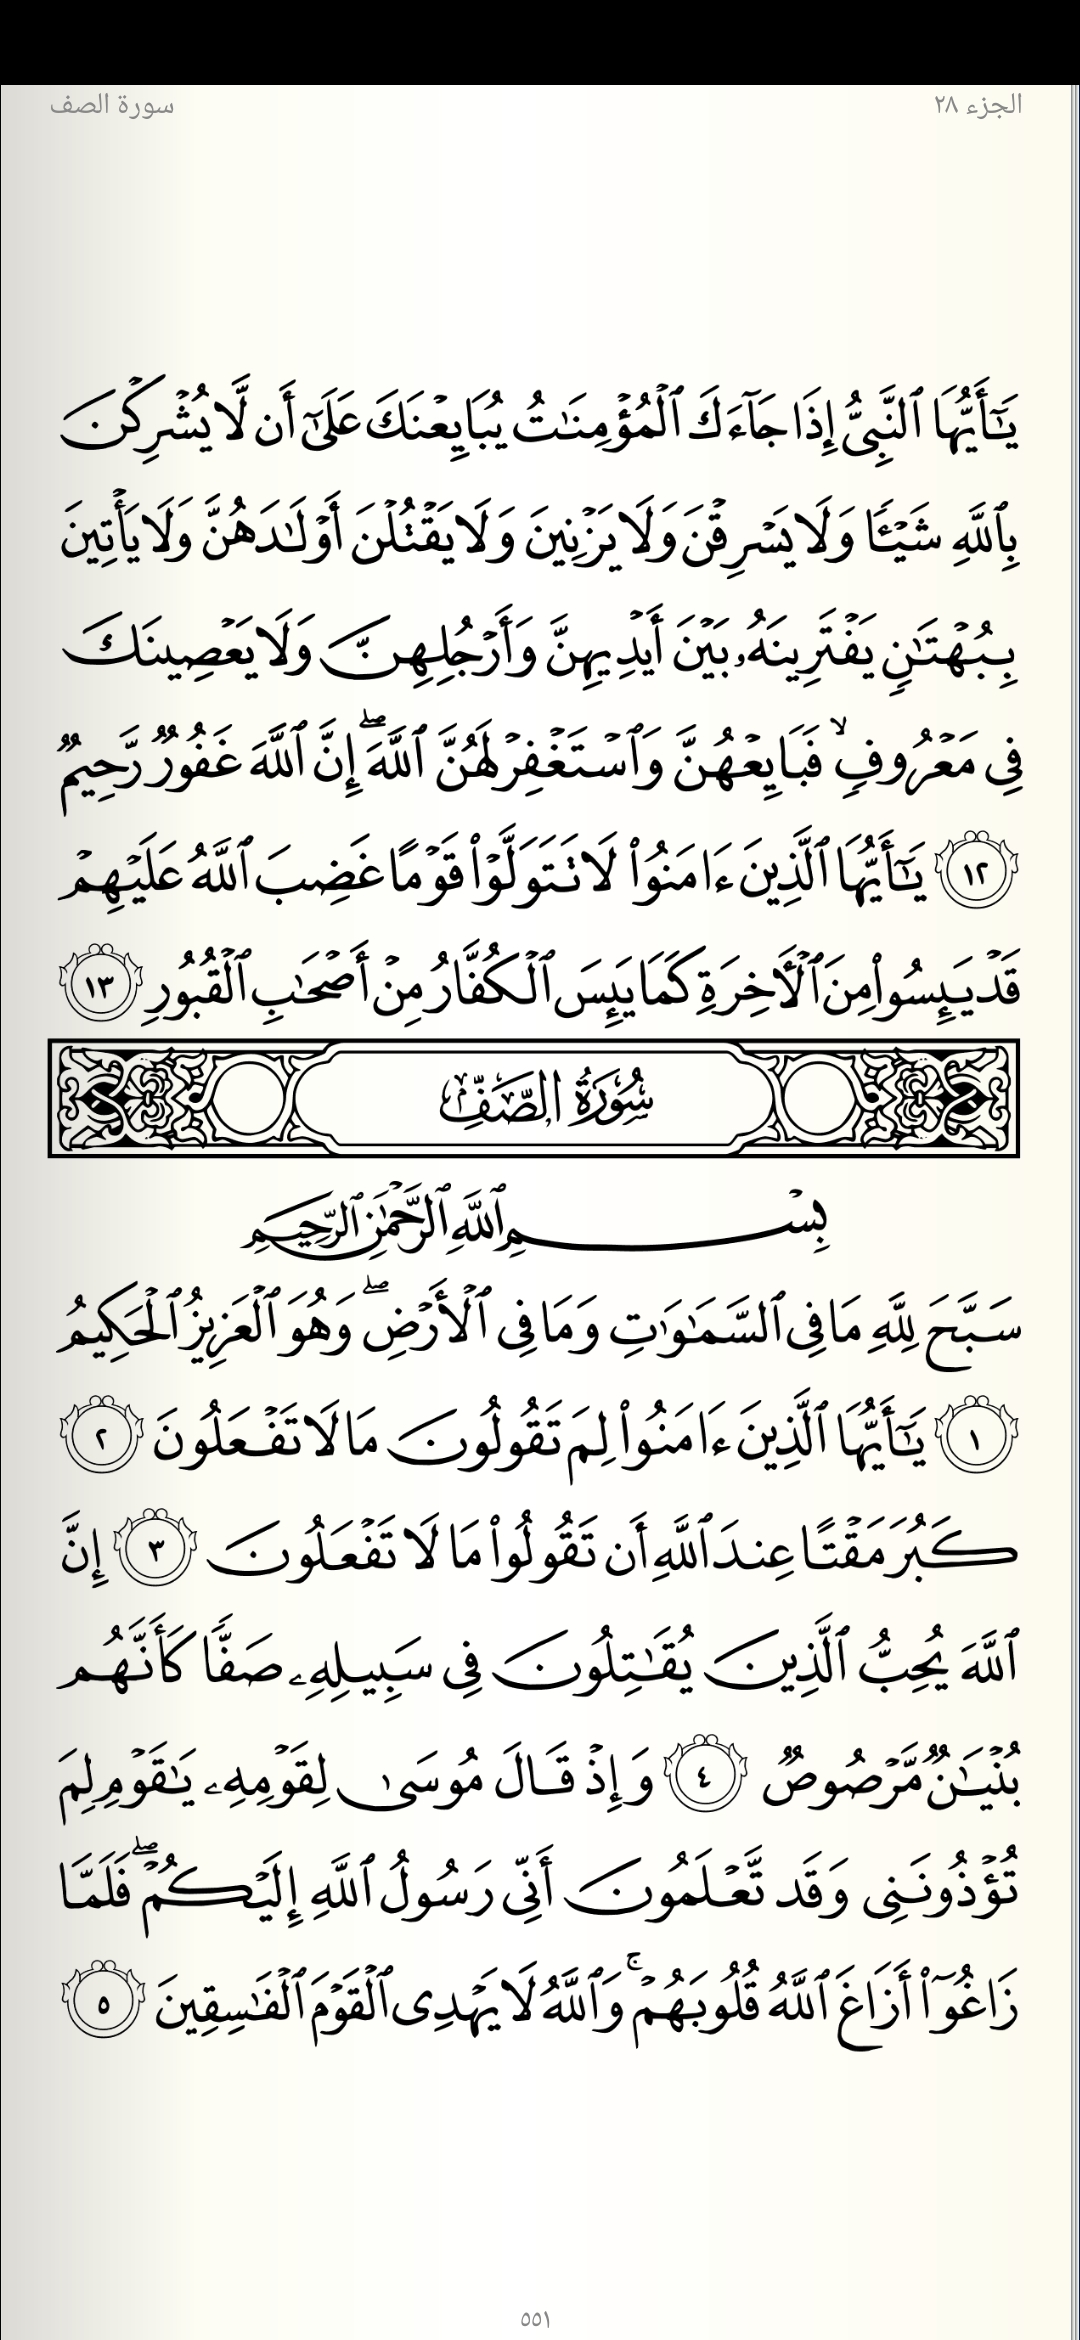 الجزء ٢٨
سورة الصف
يَـٰٓأَيُّهَا ٱلنَّبِىُّ إِذَا جَآءَكَ ٱلْمُؤْمِنَـٰتُ يُبَايِعْنَكَ عَلَىٰٓ أَن لَّا يُشْرِكْنَ
بِٱللَّهِ شَيْـًٔا وَلَا يَسْرِقْنَ وَلَا يَزْنِينَ وَلَا يَقْتُلْنَ أَوْلَـٰدَهُنَّ وَلَا يَأْتِينَ
بِبُهْتَـٰنٍ يَفْتَرِينَهُۥ بَيْنَ أَيْدِيهِنَّ وَأَرْجُلِهِنَّ وَلَا يَعْصِينَكَ
فِى مَعْرُوفٍ ۙ فَبَايِعْهُنَّ وَٱسْتَغْفِرْ لَهُنَّ ٱللَّهَ ۖ إِنَّ ٱللَّهَ غَفُورٌ رَّحِيمٌ
١٢ يَـٰٓأَيُّهَا ٱلَّذِينَ ءَامَنُوا۟ لَا تَتَوَلَّوْا۟ قَوْمًا غَضِبَ ٱللَّهُ عَلَيْهِمْ
قَدْ يَئِسُوا۟ مِنَ ٱلْـَٔاخِرَةِ كَمَا يَئِسَ ٱلْكُفَّارُ مِنْ أَصْحَـٰبِ ٱلْقُبُورِ ١٣
سُورَةُ الصَّفِّ
بِسْمِ ٱللَّهِ ٱلرَّحْمَـٰنِ ٱلرَّحِيمِ
سَبَّحَ لِلَّهِ مَا فِى ٱلسَّمَـٰوَٰتِ وَمَا فِى ٱلْأَرْضِ ۖ وَهُوَ ٱلْعَزِيزُ ٱلْحَكِيمُ
١ يَـٰٓأَيُّهَا ٱلَّذِينَ ءَامَنُوا۟ لِمَ تَقُولُونَ مَا لَا تَفْعَلُونَ ٢
كَبُرَ مَقْتًا عِندَ ٱللَّهِ أَن تَقُولُوا۟ مَا لَا تَفْعَلُونَ ٣ إِنَّ
ٱللَّهَ يُحِبُّ ٱلَّذِينَ يُقَـٰتِلُونَ فِى سَبِيلِهِۦ صَفًّا كَأَنَّهُم
بُنْيَـٰنٌ مَّرْصُوصٌ ٤ وَإِذْ قَالَ مُوسَىٰ لِقَوْمِهِۦ يَـٰقَوْمِ لِمَ
تُؤْذُونَنِى وَقَد تَّعْلَمُونَ أَنِّى رَسُولُ ٱللَّهِ إِلَيْكُمْ ۖ فَلَمَّا
زَاغُوٓا۟ أَزَاغَ ٱللَّهُ قُلُوبَهُمْ ۚ وَٱللَّهُ لَا يَهْدِى ٱلْقَوْمَ ٱلْفَـٰسِقِينَ ٥
٥٥١